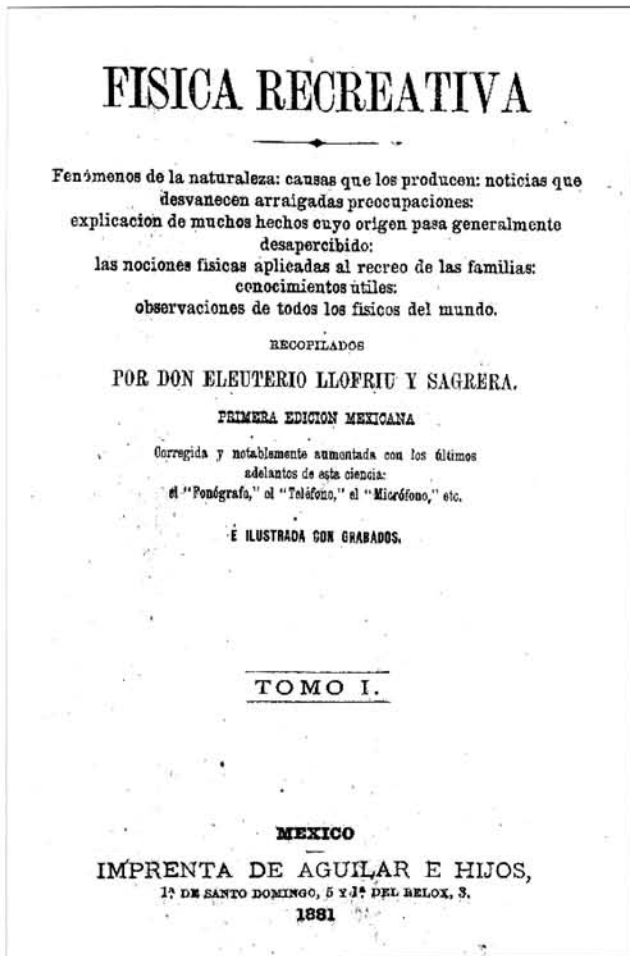 FISICA RECREATIVA
Fenómenos de la naturaleza: causas que los producen: noticias que
desvanecen arraigadas preocupaciones:
explicacion de muchos hechos cuyo origen pasa generalmente
desapercibido:
las nociones fisicas aplicadas al recreo de las familias:
conocimientos útiles:
observaciones de todos los fisicos del mundo.
RECOPILADOS
POR DON ELEUTERIO LLOFRIU Y SAGRERA.
PRIMERA EDICION MEXICANA
Corregida y notablemente aumentada con los últimos
adelantos de esta ciencia:
el "Fonógrafo," el "Teléfono," el "Micrófono," etc.
É ILUSTRADA CON GRABADOS.
TOMO I.
MEXICO
IMPRENTA DE AGUILAR E HIJOS,
1ª DE SANTO DOMINGO, 5 Y 1ª DEL RELOX, 3.
1881